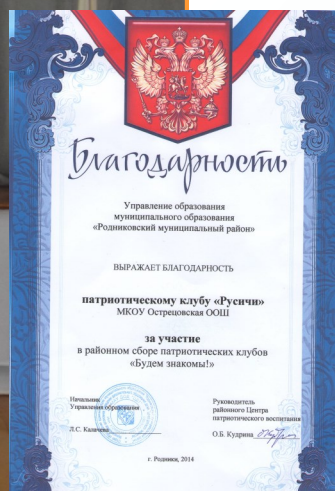 Благодарность
Управление образования
муниципального образования
«Родниковский муниципальный район»
ВЫРАЖАЕТ БЛАГОДАРНОСТЬ
патриотическому клубу «Русичи»
МКОУ Острецовская ООШ
за участие
в районном сборе патриотических клубов
«Будем знакомы!»
Начальник
Управления образования
Л.С. Калачева
Руководитель
районного Центра
патриотического воспитания
О.Б. Кудрина
г. Родники, 2014